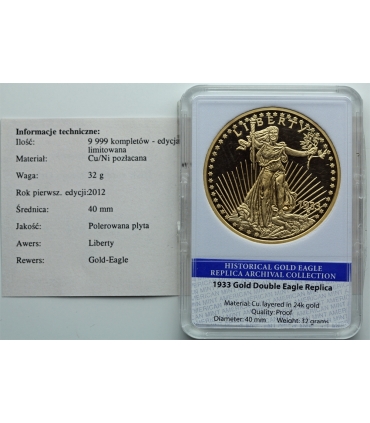 Informacje techniczne:
Ilość: 9 999 kompletów - edycja
limitowana
Materiał: Cu/Ni pozłacana
Waga: 32 g
Rok pierwsz. edycji:2012
Średnica: 40 mm
Jakość: Polerowana płyta
Awers: Liberty
Rewers: Gold-Eagle
LIBERTY
1933
HISTORICAL GOLD EAGLE
REPLICA ARCHIVAL COLLECTION
1933 Gold Double Eagle Replica
Material: Cu, layered in 24k gold
Quality: Proof
Diameter: 40 mm Weight: 32 grams